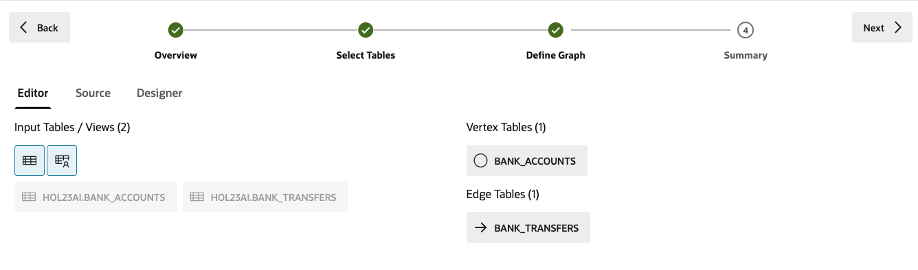 Back
Next
4
Overview
Select Tables
Define Graph
Summary
Editor
Source
Designer
Input Tables / Views (2)
Vertex Tables (1)
BANK_ACCOUNTS
HOL23AI.BANK_ACCOUNTS
HOL23AI.BANK_TRANSFERS
Edge Tables (1)
BANK_TRANSFERS